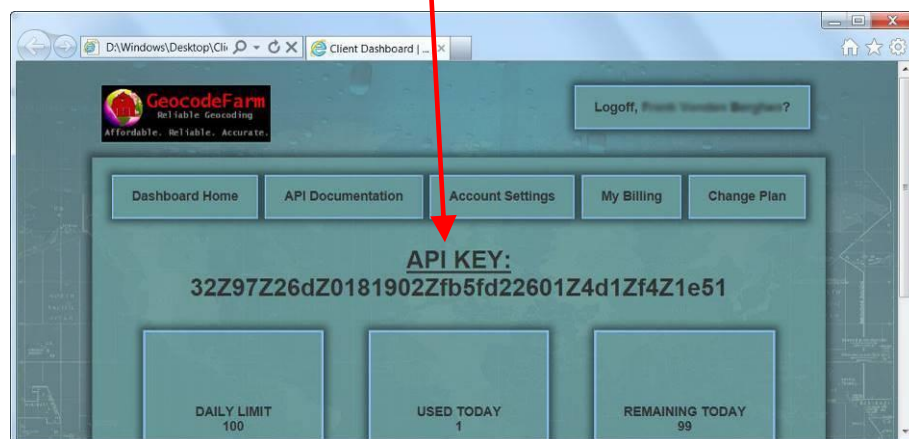 D:\Windows\Desktop\Clie
Client Dashboard | ...
GeocodeFarm
Reliable Geocoding
Affordable. Reliable. Accurate.
Logoff, ?
Dashboard Home
API Documentation
Account Settings
My Billing
Change Plan
API KEY:
32Z97Z26dZ0181902Zfb5fd22601Z4d1Zf4Z1e51
DAILY LIMIT
100
USED TODAY
1
REMAINING TODAY
99